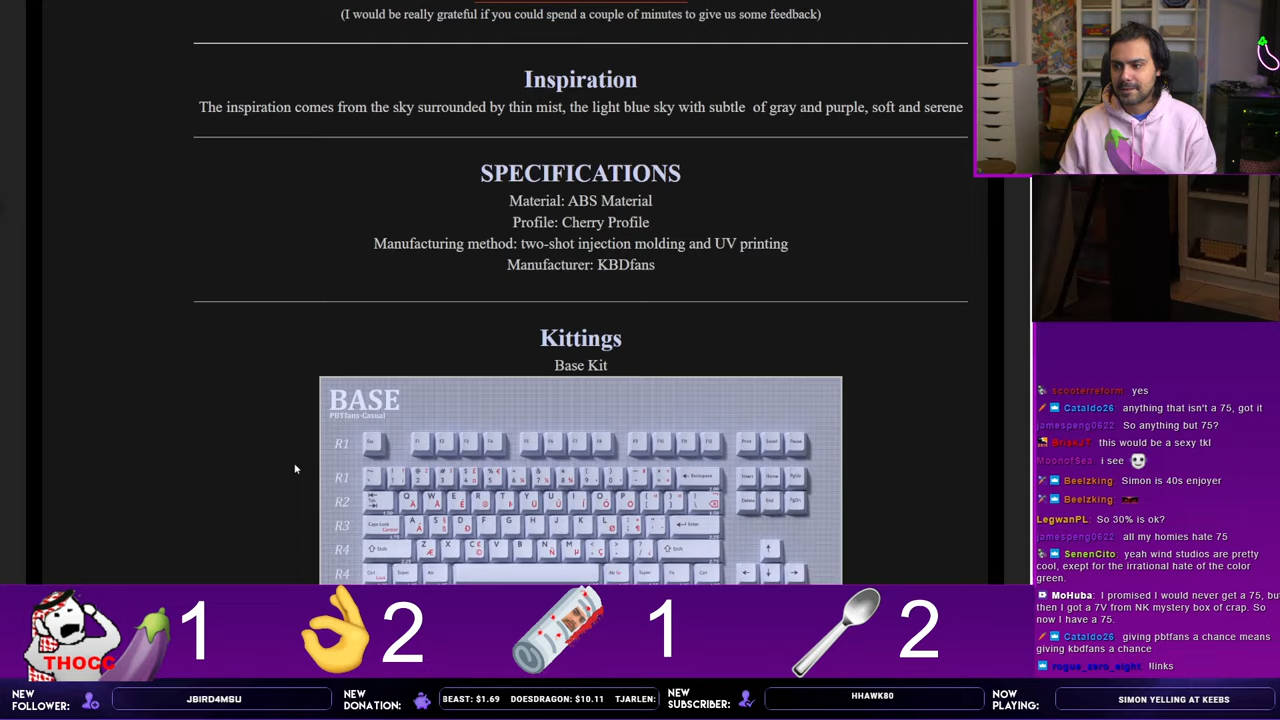 (I would be really grateful if you could spend a couple of minutes to give us some feedback)
Inspiration
The inspiration comes from the sky surrounded by thin mist, the light blue sky with subtle of gray and purple, soft and serene
SPECIFICATIONS
Material: ABS Material
Profile: Cherry Profile
Manufacturing method: two-shot injection molding and UV printing
Manufacturer: KBDfans
Kittings
Base Kit
BASE
PBTfans-Casual
R1
R1
R2
R3
R4
R4
scooterreform yes
Cataldo26 anything that isn't a 75, got it
jamespeng0622 So anything but 75?
BriskJT this would be a sexy tkl
MoonofSea i see
Beelzking: Simon is 40s enjoyer
Beelzking:
LegwanPL: So 30% is ok?
jamespeng0622 all my homies hate 75
SenenCito: yeah wind studios are pretty
cool, exept for the irrational hate of the color
green.
MoHuba: I promised I would never get a 75, but
then I got a 7V from NK mystery box of crap. So
now I have a 75.
Cataldo26: giving pbtfans a chance means
giving kbdfans a chance
rogue_zero_eight !links
THOCC
1
2
1
2
NEW
FOLLOWER:
JBIRD4MSU
NEW
DONATION:
BEAST: $1.69 DOESDRAGON: $10.11 TJARLEN:
NEW
SUBSCRIBER:
HHAWK80
NOW
PLAYING:
SIMON YELLING AT KEEBS